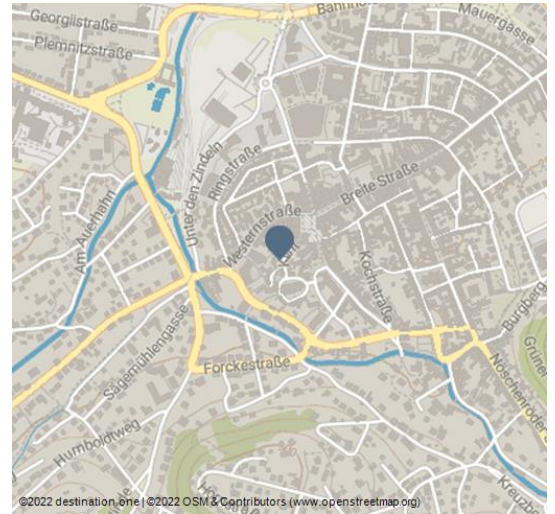 Georgiistraße
Plemnitzstraße
Mauergasse
Ringstraße
Unter den Zindeln
Westernstraße
Breite Straße
Am Auerhahn
Kochstraße
Burgberg
Sägemühlengasse
Forckestraße
Humboldtweg
Noschenröder
©2022 destination.one | ©2022 OSM & Contributors (www.openstreetmap.org)